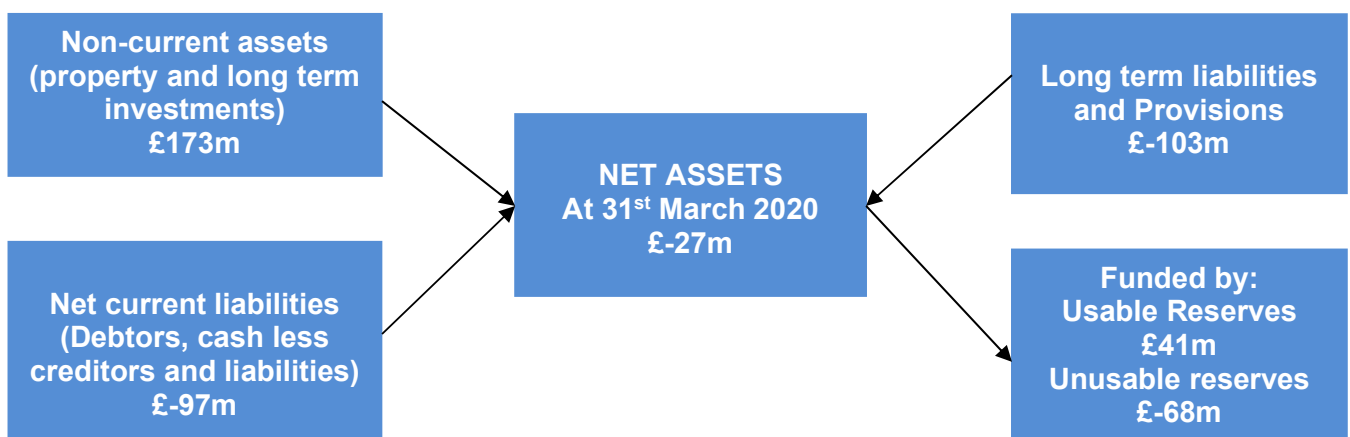 Non-current assets
(property and long term
investments)
£173m
Net current liabilities
(Debtors, cash less
creditors and liabilities)
£-97m
NET ASSETS
At 31st March 2020
£-27m
Long term liabilities
and Provisions
£-103m
Funded by:
Usable Reserves
£41m
Unusable reserves
£-68m